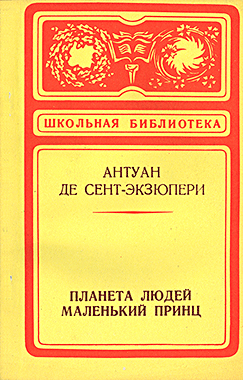 ШКОЛЬНАЯ БИБЛИОТЕКА
АНТУАН
ДЕ СЕНТ-ЭКЗЮПЕРИ
ПЛАНЕТА ЛЮДЕЙ
МАЛЕНЬКИЙ ПРИНЦ